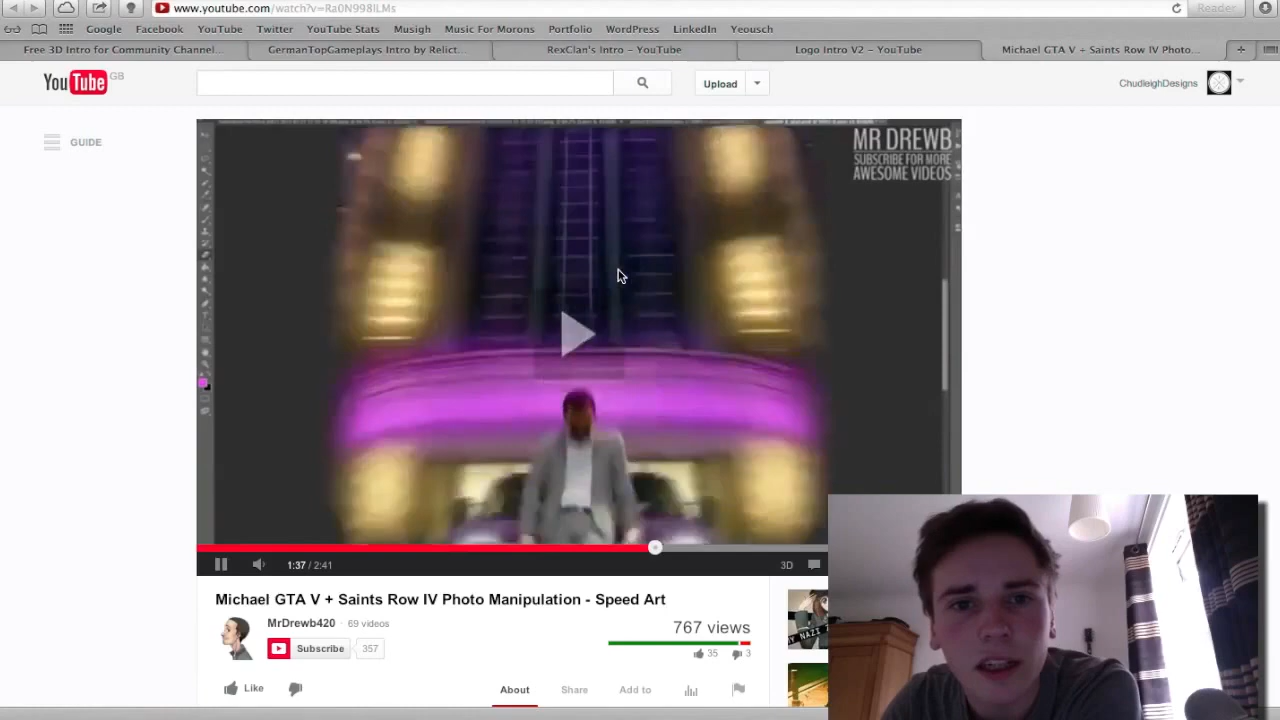 www.youtube.com/watch?v=Ra0N998ILMs
Reader
Google Facebook YouTube Twitter YouTube Stats Musigh Music For Morons Portfolio WordPress LinkedIn Yeousch
Free 3D Intro for Community Channel...
GermanTopGameplays Intro by Relict...
RexClan's Intro – YouTube
Logo Intro V2 – YouTube
Michael GTA V + Saints Row IV Photo...
YouTube GB
Upload
ChudleighDesigns
GUIDE
MR DREWB
SUBSCRIBE FOR MORE
AWESOME VIDEOS
1:37 / 2:41
3D
Michael GTA V + Saints Row IV Photo Manipulation - Speed Art
MrDrewb420 · 69 videos
Subscribe 357
767 views
35 3
Like
About Share Add to